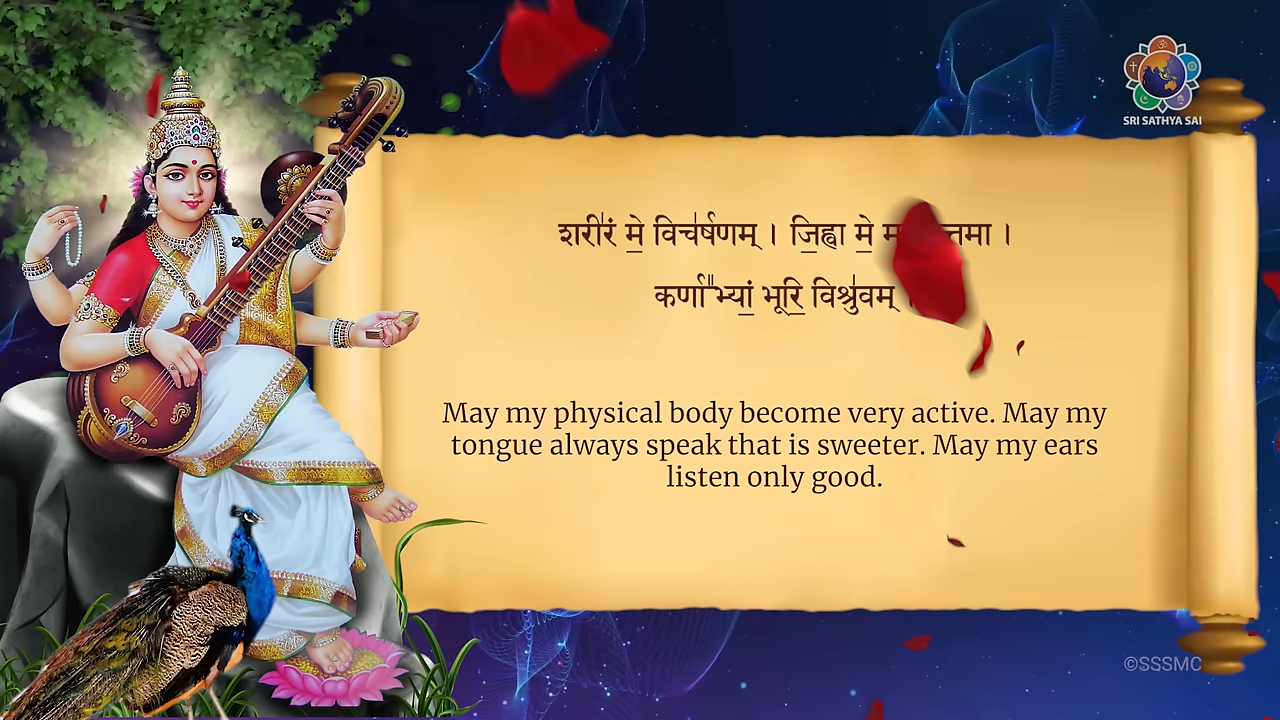 SRI SATHYA SAI
शरी॑रं मे॒ विच॑र्षणम् । जि॒ह्वा मे॒ ।
कर्णा᳚भ्यां॒ भूरि॒ विश्रु॑वम्
May my physical body become very active. May my
tongue always speak that is sweeter. May my ears
listen only good.
©SSSMC